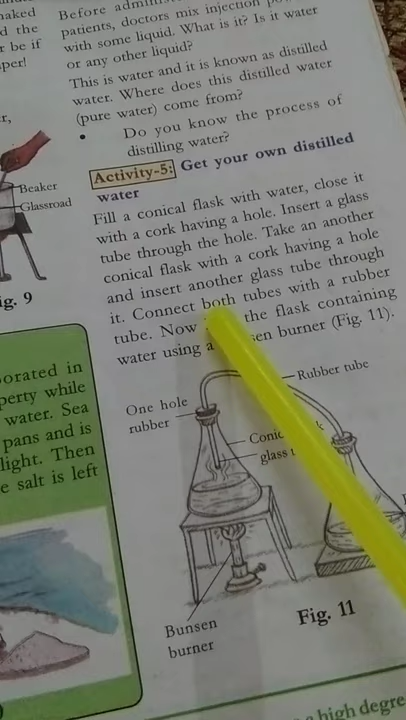 naked
d the
r be if
per!
r,
Beaker
Glassroad
ig. 9
orated in
perty while
water. Sea
pans and is
light. Then
e salt is left
patients, doctors mix injection
with some liquid. What is it? Is it water
or any other liquid?
This is water and it is known as distilled
water. Where does this distilled water
(pure water) come from?
• Do you know the process of
distilling water?
Activity-5: Get your own distilled
water
Fill a conical flask with water, close it
with a cork having a hole. Insert a glass
tube through the hole. Take an another
conical flask with a cork having a hole
and insert another glass tube through
it. Connect both tubes with a rubber
tube. Now the flask containing
water using a sen burner (Fig. 11).
Rubber tube
One hole
rubber
Conic k
glass t
Bunsen
burner
Fig. 11
a high degre